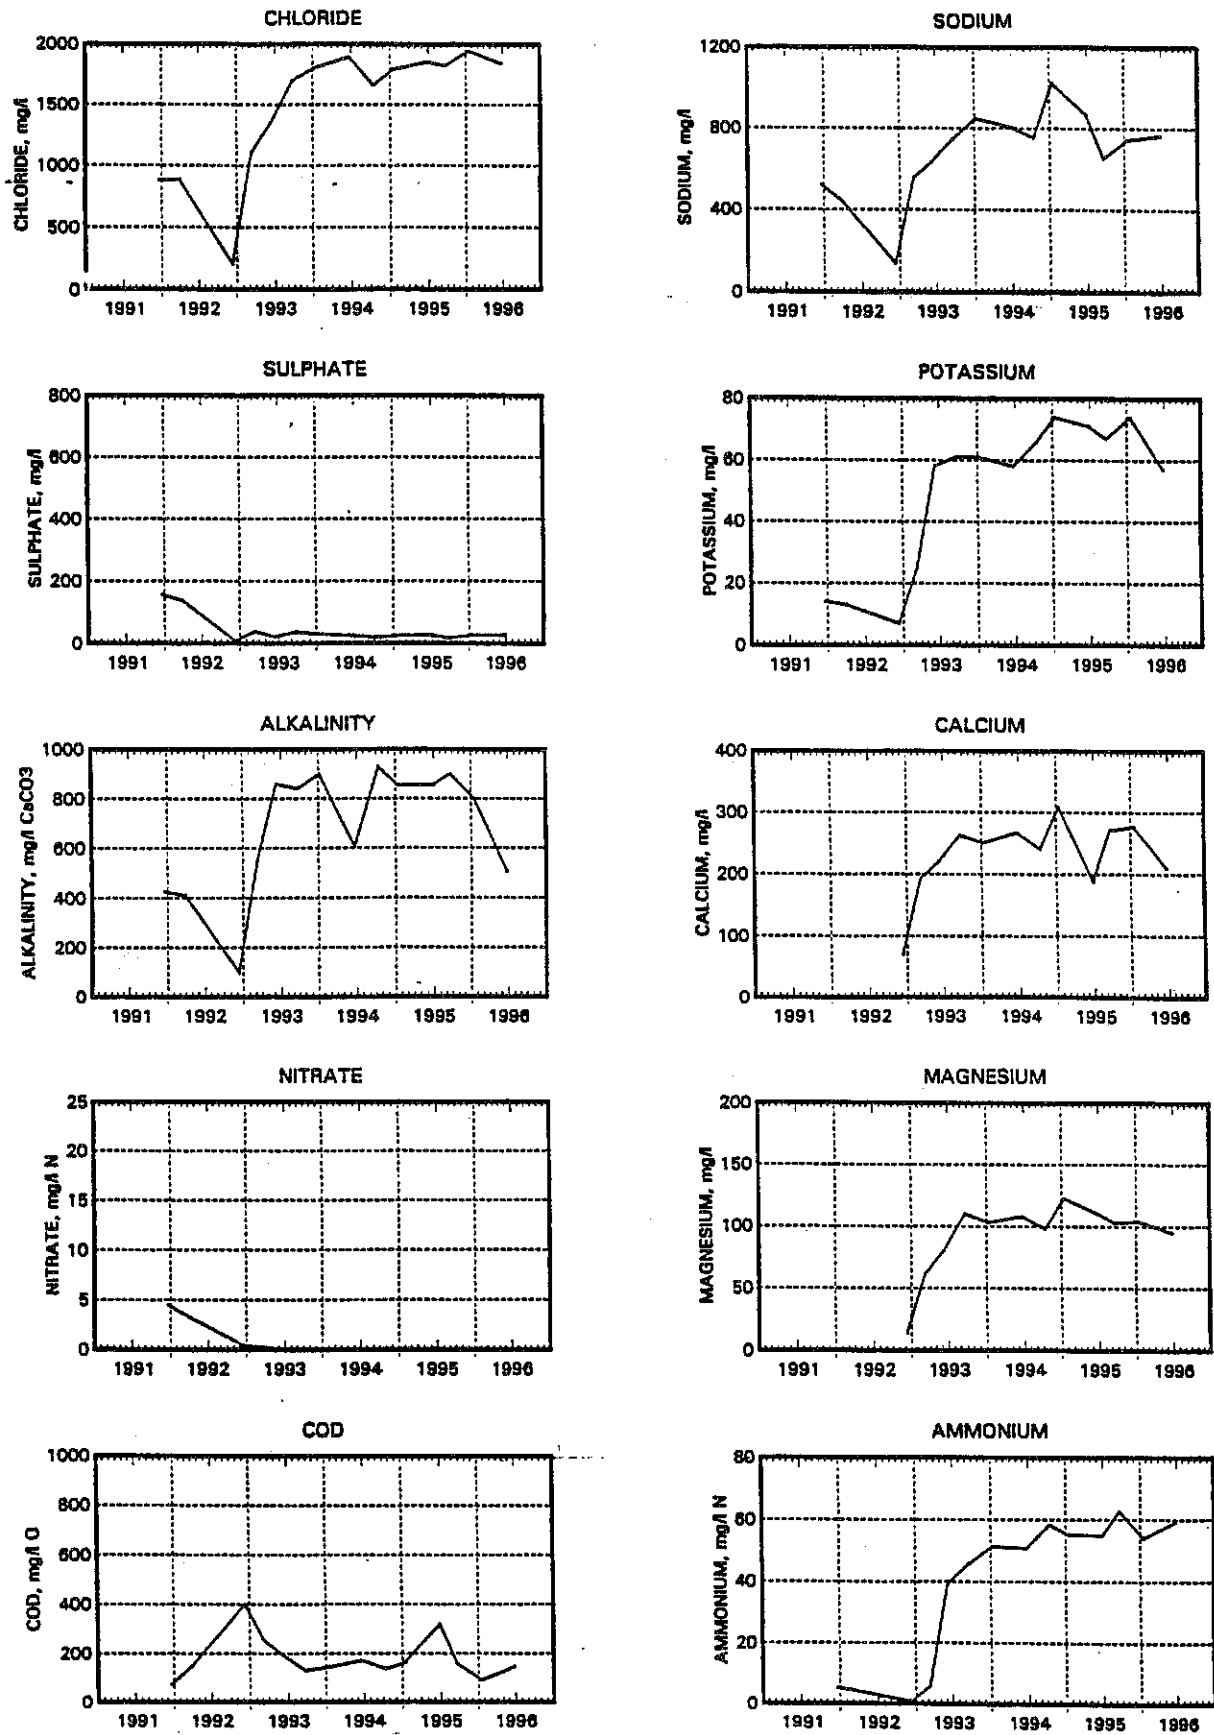 CHLORIDE
2000
1500
1000
500
0
CHLORIDE, mg/l
1991 1992 1993 1994 1995 1996
SODIUM
1200
800
400
0
SODIUM, mg/l
1991 1992 1993 1994 1995 1996
SULPHATE
800
600
400
200
0
SULPHATE, mg/l
1991 1992 1993 1994 1995 1996
POTASSIUM
80
60
40
20
0
POTASSIUM, mg/l
1991 1992 1993 1994 1995 1996
ALKALINITY
1000
800
600
400
200
0
ALKALINITY, mg/l CaCO3
1991 1992 1993 1994 1995 1996
CALCIUM
400
300
200
100
0
CALCIUM, mg/l
1991 1992 1993 1994 1995 1996
NITRATE
25
20
15
10
5
0
NITRATE, mg/l N
1991 1992 1993 1994 1995 1996
MAGNESIUM
200
150
100
50
0
MAGNESIUM, mg/l
1991 1992 1993 1994 1995 1996
COD
1000
800
600
400
200
0
COD, mg/l O
1991 1992 1993 1994 1995 1996
AMMONIUM
80
60
40
20
0
AMMONIUM, mg/l N
1991 1992 1993 1994 1995 1996